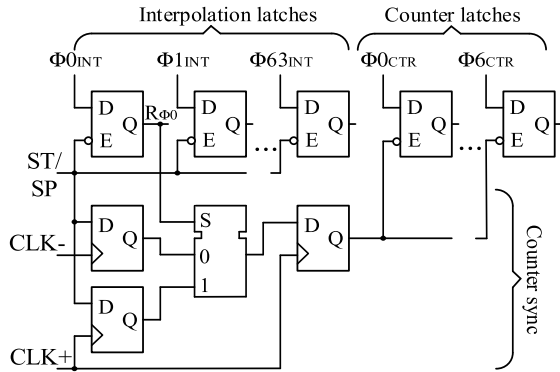 Interpolation latches Counter latches
Φ0INT Φ1INT Φ63INT Φ0CTR Φ6CTR
D D D D D
Q RΦ0 Q Q Q Q
E E ... E E ... E
ST/
SP
D S D
CLK- Q 0 Q
1
D
Q
CLK+
Counter sync